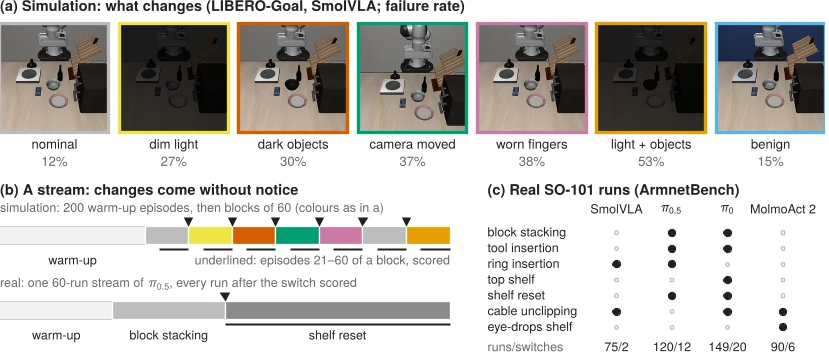 (a) Simulation: what changes (LIBERO-Goal, SmolVLA; failure rate)
nominal dim light dark objects camera moved worn fingers light + objects benign
12% 27% 30% 37% 38% 53% 15%
(b) A stream: changes come without notice
simulation: 200 warm-up episodes, then blocks of 60 (colours as in a)
warm-up underlined: episodes 21–60 of a block, scored
real: one 60-run stream of π0.5, every run after the switch scored
warm-up block stacking shelf reset
(c) Real SO-101 runs (ArmnetBench)
SmolVLA π0.5 π0 MolmoAct 2
block stacking
tool insertion
ring insertion
top shelf
shelf reset
cable unclipping
eye-drops shelf
runs/switches 75/2 120/12 149/20 90/6